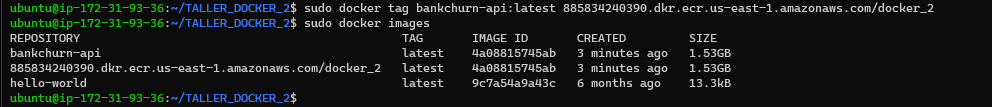 ubuntu@ip-172-31-93-36:~/TALLER_DOCKER_2$ sudo docker tag bankchurn-api:latest 885834240390.dkr.ecr.us-east-1.amazonaws.com/docker_2
ubuntu@ip-172-31-93-36:~/TALLER_DOCKER_2$ sudo docker images
REPOSITORY TAG IMAGE ID CREATED SIZE
bankchurn-api latest 4a08815745ab 3 minutes ago 1.53GB
885834240390.dkr.ecr.us-east-1.amazonaws.com/docker_2 latest 4a08815745ab 3 minutes ago 1.53GB
hello-world latest 9c7a54a9a43c 6 months ago 13.3kB
ubuntu@ip-172-31-93-36:~/TALLER_DOCKER_2$